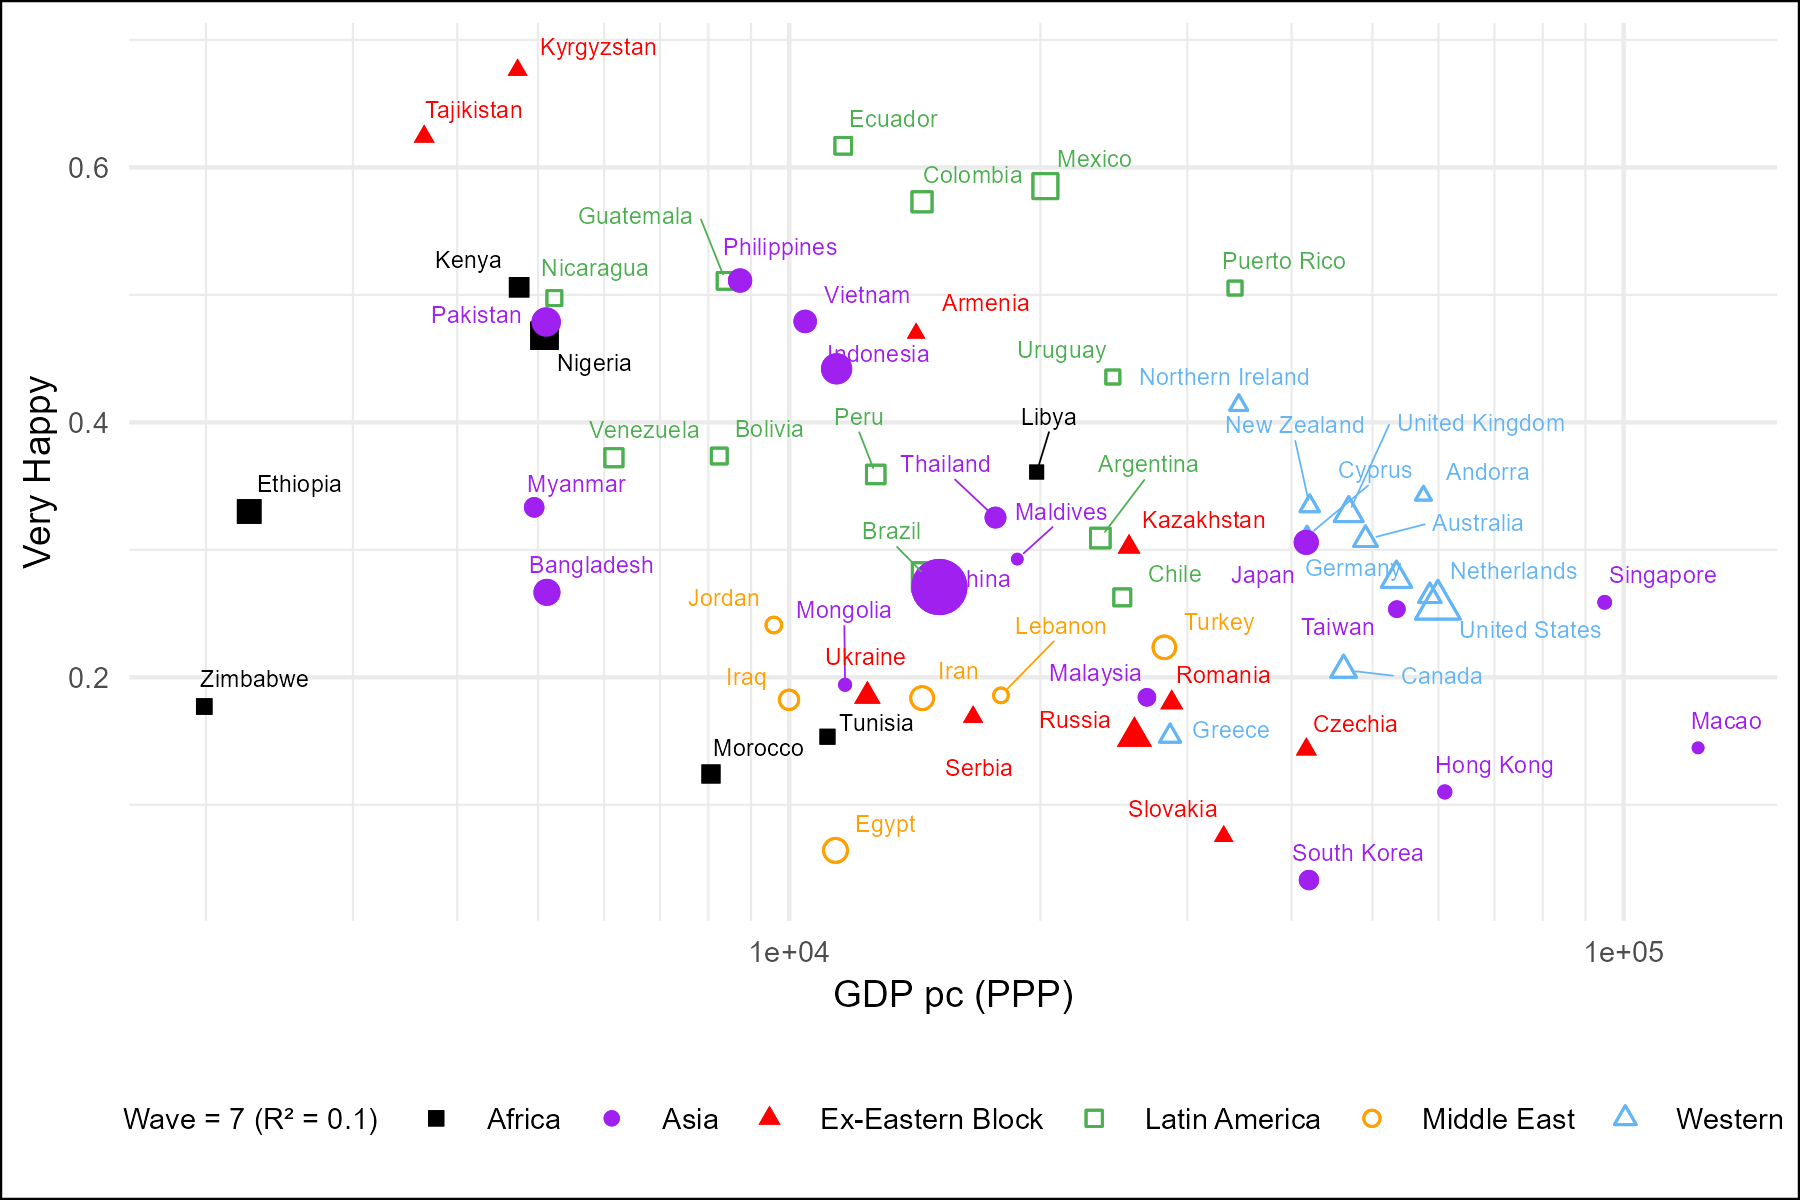 Kyrgyzstan
Tajikistan
Ecuador
Mexico
0.6
Colombia
Guatemala
Philippines
Kenya
Nicaragua
Puerto Rico
Vietnam
Armenia
Pakistan
Indonesia
Uruguay
Nigeria
Northern Ireland
0.4
Venezuela
Bolivia
Peru
Libya
New Zealand
United Kingdom
Very Happy
Thailand
Argentina
Cyprus
Andorra
Ethiopia
Myanmar
Maldives
Kazakhstan
Australia
Brazil
Bangladesh
China
Chile
Japan
Germany
Netherlands
Singapore
Jordan
Mongolia
Lebanon
Turkey
Taiwan
United States
Ukraine
Zimbabwe
0.2
Iraq
Iran
Malaysia
Romania
Canada
Tunisia
Russia
Greece
Czechia
Macao
Morocco
Serbia
Hong Kong
Slovakia
Egypt
South Korea
1e+04
1e+05
GDP pc (PPP)
Wave = 7 (R² = 0.1) Africa Asia Ex-Eastern Block Latin America Middle East Western